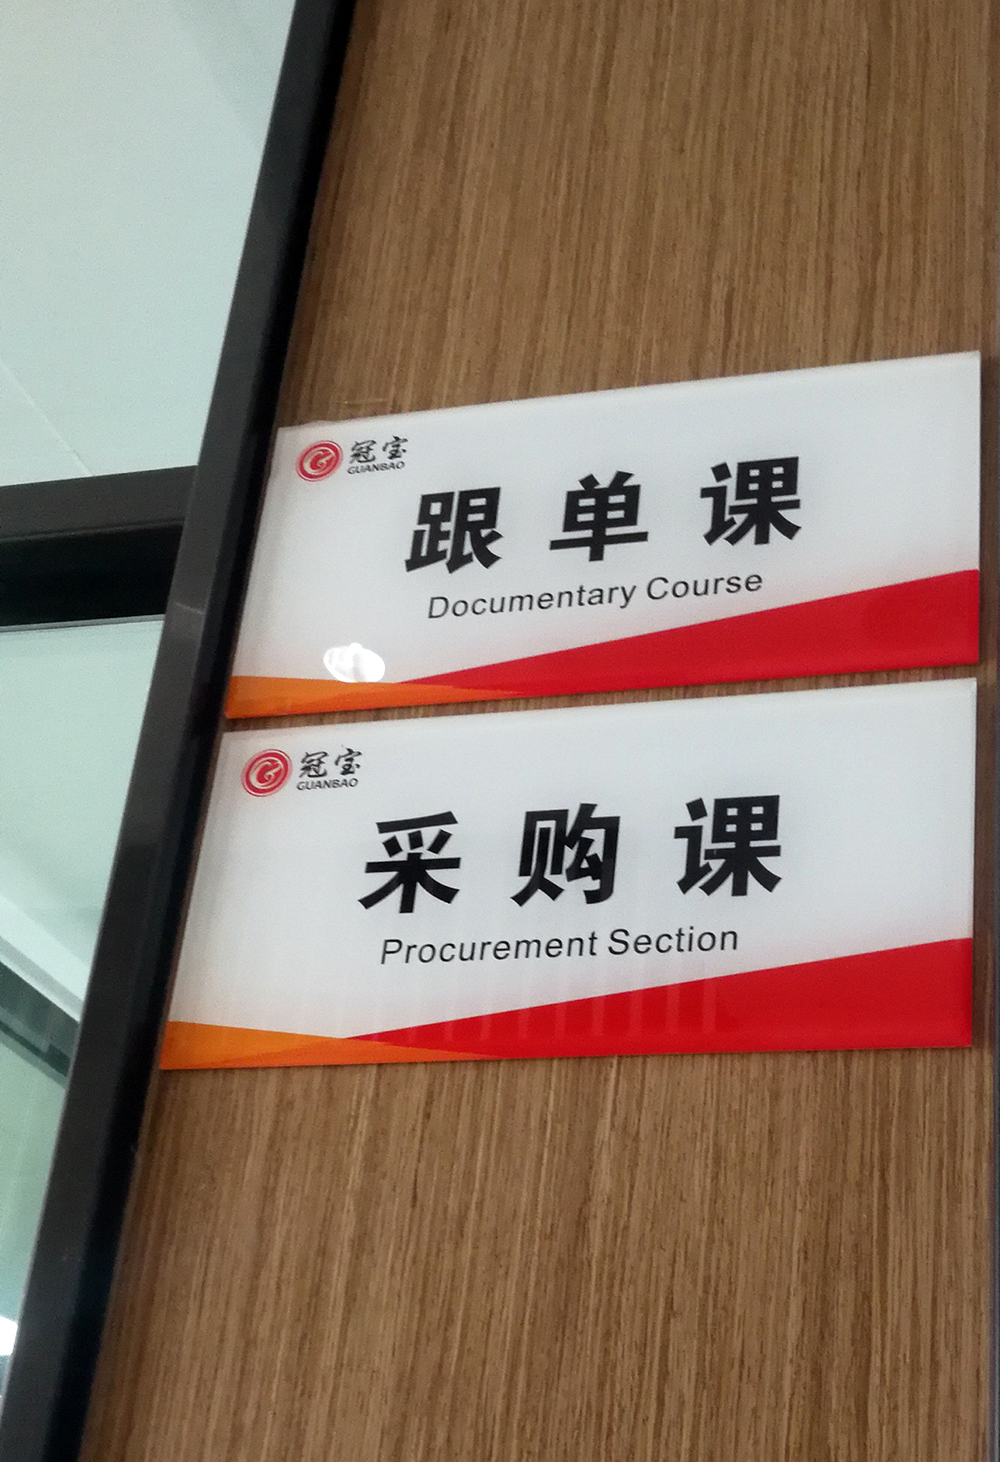 冠宝
GUANBAO
跟单课
Documentary Course
冠宝
GUANBAO
采购课
Procurement Section